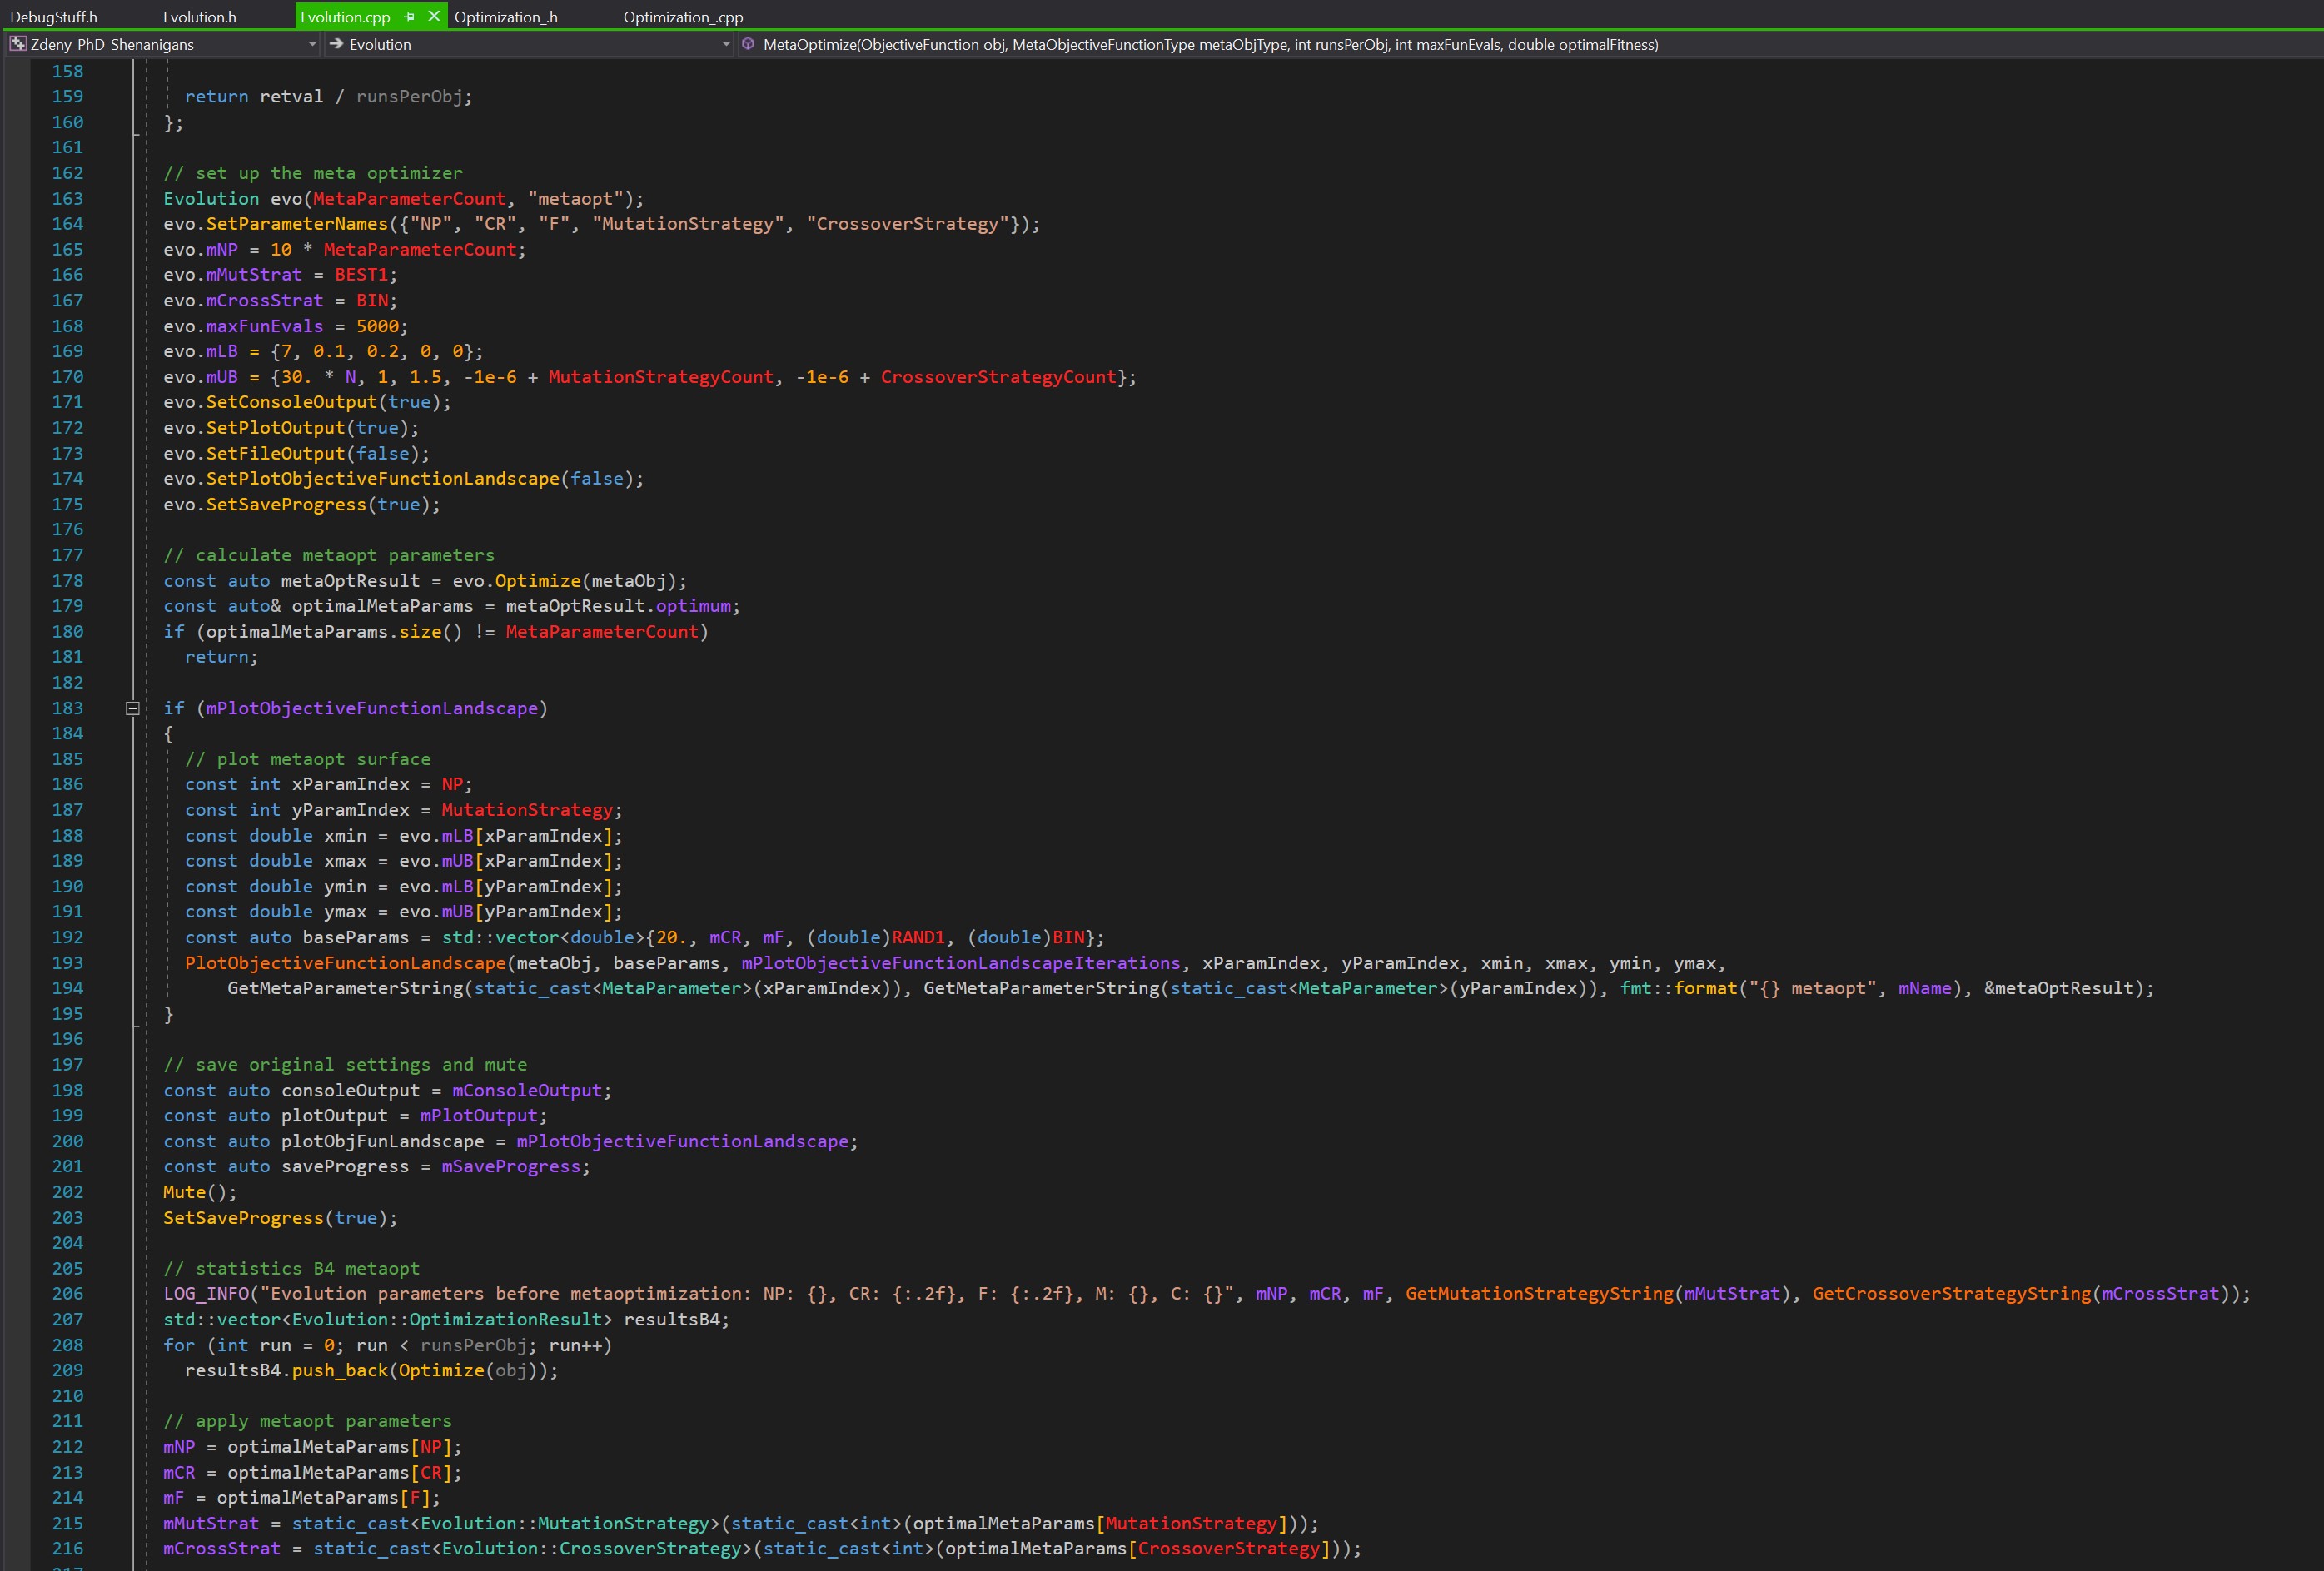 DebugStuff.h Evolution.h Evolution.cpp Optimization_.h Optimization_.cpp
Zdeny_PhD_Shenanigans Evolution MetaOptimize(ObjectiveFunction obj, MetaObjectiveFunctionType metaObjType, int runsPerObj, int maxFunEvals, double optimalFitness)
158
159 return retval / runsPerObj;
160 };
161
162 // set up the meta optimizer
163 Evolution evo(MetaParameterCount, "metaopt");
164 evo.SetParameterNames({"NP", "CR", "F", "MutationStrategy", "CrossoverStrategy"});
165 evo.mNP = 10 * MetaParameterCount;
166 evo.mMutStrat = BEST1;
167 evo.mCrossStrat = BIN;
168 evo.maxFunEvals = 5000;
169 evo.mLB = {7, 0.1, 0.2, 0, 0};
170 evo.mUB = {30. * N, 1, 1.5, -1e-6 + MutationStrategyCount, -1e-6 + CrossoverStrategyCount};
171 evo.SetConsoleOutput(true);
172 evo.SetPlotOutput(true);
173 evo.SetFileOutput(false);
174 evo.SetPlotObjectiveFunctionLandscape(false);
175 evo.SetSaveProgress(true);
176
177 // calculate metaopt parameters
178 const auto metaOptResult = evo.Optimize(metaObj);
179 const auto& optimalMetaParams = metaOptResult.optimum;
180 if (optimalMetaParams.size() != MetaParameterCount)
181 return;
182
183 if (mPlotObjectiveFunctionLandscape)
184 {
185 // plot metaopt surface
186 const int xParamIndex = NP;
187 const int yParamIndex = MutationStrategy;
188 const double xmin = evo.mLB[xParamIndex];
189 const double xmax = evo.mUB[xParamIndex];
190 const double ymin = evo.mLB[yParamIndex];
191 const double ymax = evo.mUB[yParamIndex];
192 const auto baseParams = std::vector<double>{20., mCR, mF, (double)RAND1, (double)BIN};
193 PlotObjectiveFunctionLandscape(metaObj, baseParams, mPlotObjectiveFunctionLandscapeIterations, xParamIndex, yParamIndex, xmin, xmax, ymin, ymax,
194 GetMetaParameterString(static_cast<MetaParameter>(xParamIndex)), GetMetaParameterString(static_cast<MetaParameter>(yParamIndex)), fmt::format("{} metaopt", mName), &metaOptResult);
195 }
196
197 // save original settings and mute
198 const auto consoleOutput = mConsoleOutput;
199 const auto plotOutput = mPlotOutput;
200 const auto plotObjFunLandscape = mPlotObjectiveFunctionLandscape;
201 const auto saveProgress = mSaveProgress;
202 Mute();
203 SetSaveProgress(true);
204
205 // statistics B4 metaopt
206 LOG_INFO("Evolution parameters before metaoptimization: NP: {}, CR: {:.2f}, F: {:.2f}, M: {}, C: {}", mNP, mCR, mF, GetMutationStrategyString(mMutStrat), GetCrossoverStrategyString(mCrossStrat));
207 std::vector<Evolution::OptimizationResult> resultsB4;
208 for (int run = 0; run < runsPerObj; run++)
209 resultsB4.push_back(Optimize(obj));
210
211 // apply metaopt parameters
212 mNP = optimalMetaParams[NP];
213 mCR = optimalMetaParams[CR];
214 mF = optimalMetaParams[F];
215 mMutStrat = static_cast<Evolution::MutationStrategy>(static_cast<int>(optimalMetaParams[MutationStrategy]));
216 mCrossStrat = static_cast<Evolution::CrossoverStrategy>(static_cast<int>(optimalMetaParams[CrossoverStrategy]));